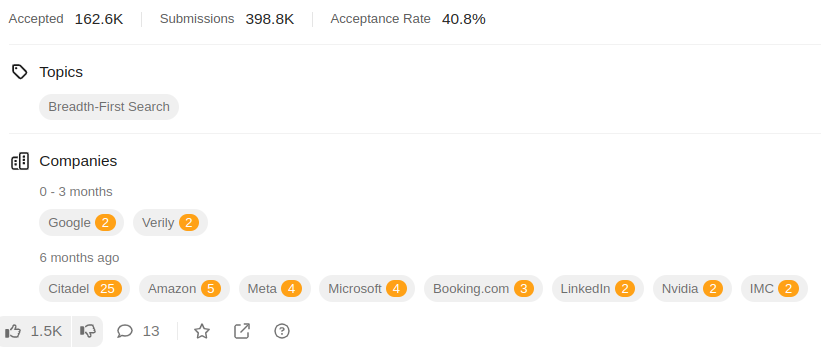 Accepted 162.6K Submissions 398.8K Acceptance Rate 40.8%
Topics
Breadth-First Search
Companies
0 - 3 months
Google 2 Verily 2
6 months ago
Citadel 25 Amazon 5 Meta 4 Microsoft 4 Booking.com 3 LinkedIn 2 Nvidia 2 IMC 2
1.5K 13